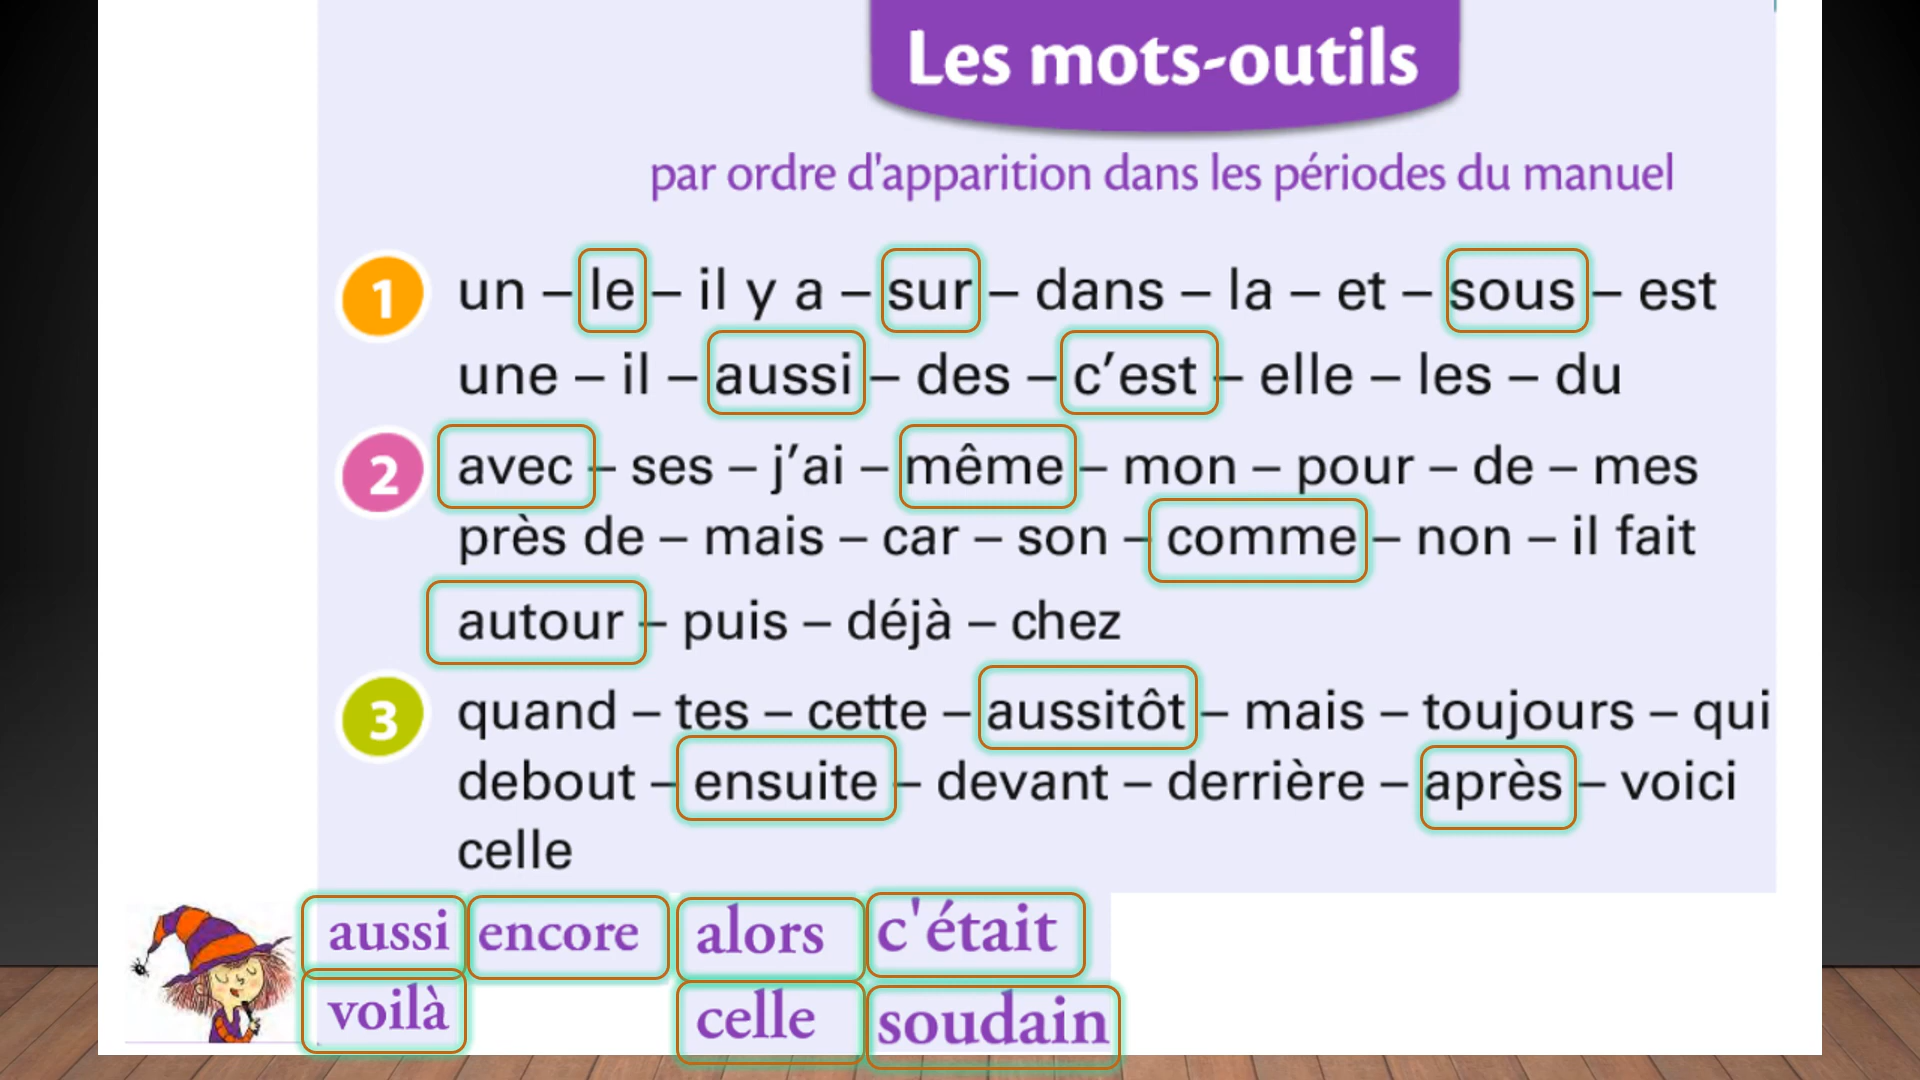 Les mots-outils
par ordre d'apparition dans les périodes du manuel
1 un – le – il y a – sur – dans – la – et – sous – est
une – il – aussi – des – c’est – elle – les – du
2 avec – ses – j’ai – même – mon – pour – de – mes
près de – mais – car – son – comme – non – il fait
autour – puis – déjà – chez
3 quand – tes – cette – aussitôt – mais – toujours – qui
debout – ensuite – devant – derrière – après – voici
celle
aussi encore alors c'était
voilà celle soudain